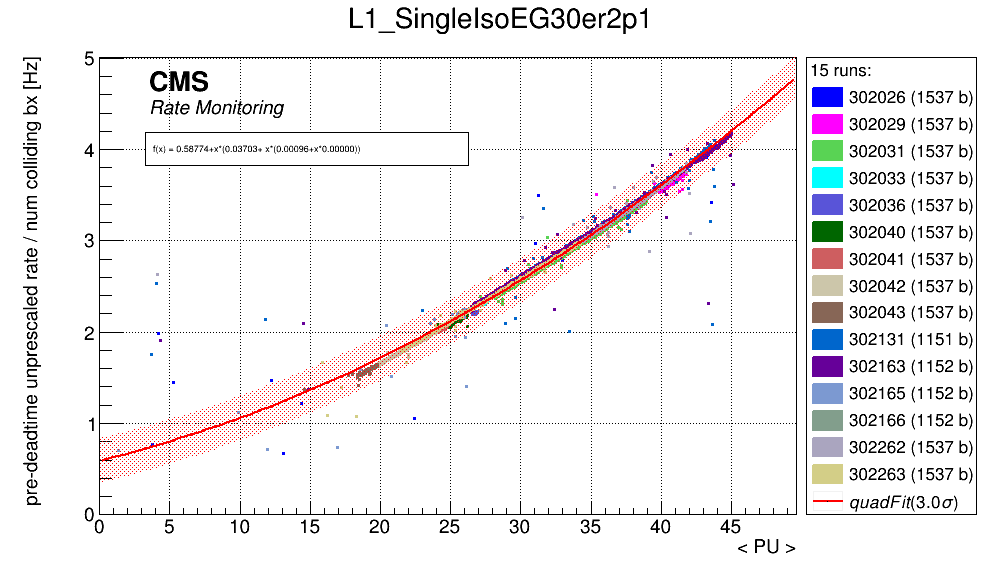 L1_SingleIsoEG30er2p1
pre-deadtime unprescaled rate / num colliding bx [Hz]
CMS
Rate Monitoring
f(x) = 0.58774+x*(0.03703+ x*(0.00096+x*0.00000))
5
4
3
2
1
0
0 5 10 15 20 25 30 35 40 45
< PU >
15 runs:
302026 (1537 b)
302029 (1537 b)
302031 (1537 b)
302033 (1537 b)
302036 (1537 b)
302040 (1537 b)
302041 (1537 b)
302042 (1537 b)
302043 (1537 b)
302131 (1151 b)
302163 (1152 b)
302165 (1152 b)
302166 (1152 b)
302262 (1537 b)
302263 (1537 b)
quadFit(3.0σ)